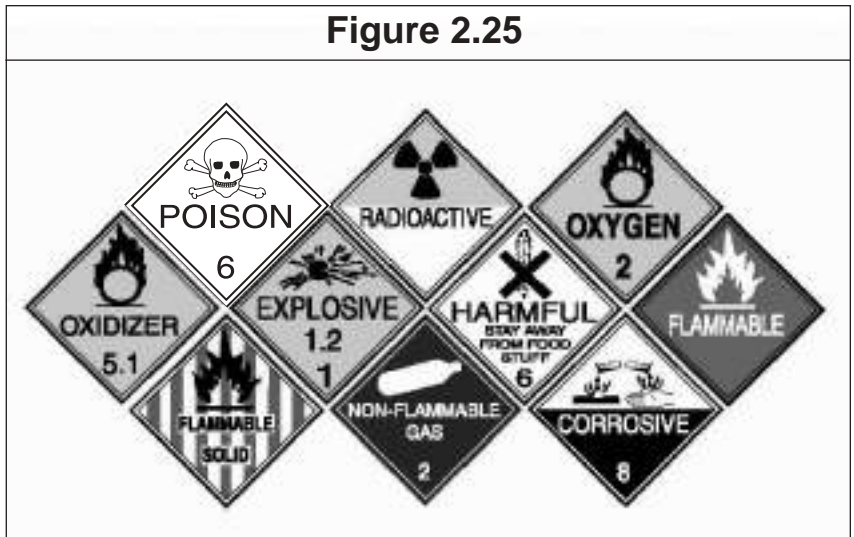 Figure 2.25
POISON
6
RADIOACTIVE
OXYGEN
2
OXIDIZER
5.1
EXPLOSIVE
1.2
1
HARMFUL
STAY AWAY
FROM FOOD
STUFF
6
FLAMMABLE
FLAMMABLE
SOLID
NON-FLAMMABLE
GAS
2
CORROSIVE
8